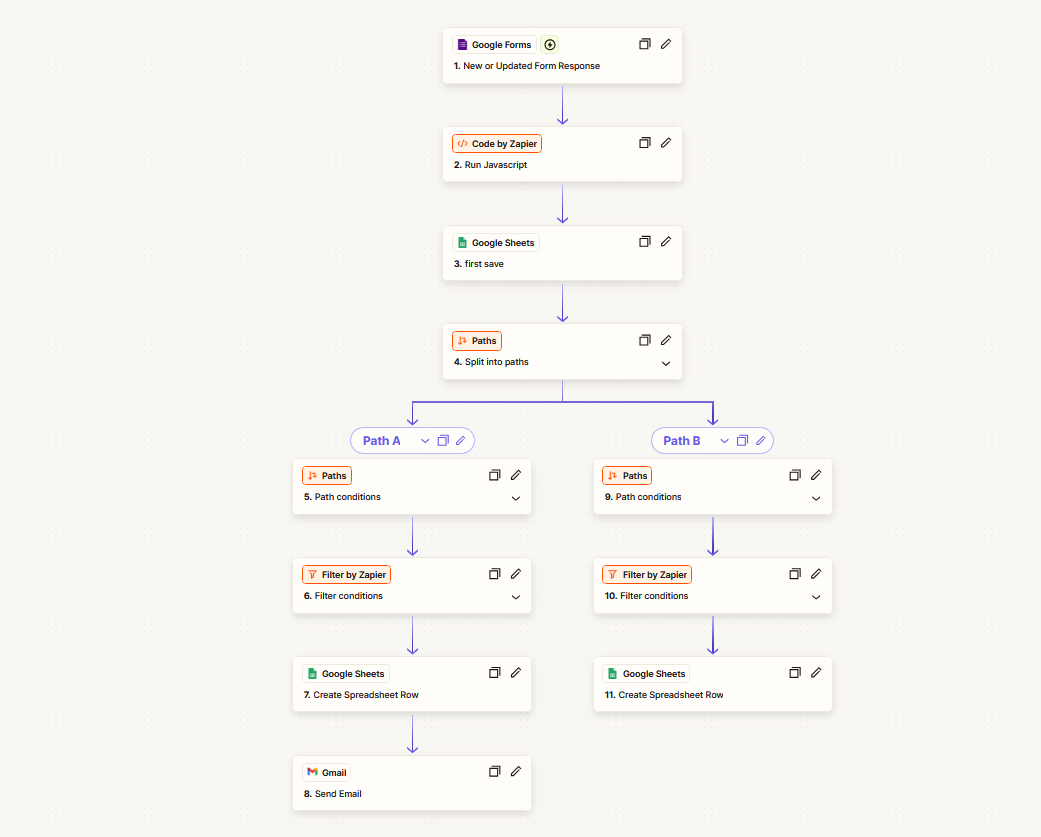 Google Forms
1. New or Updated Form Response
Code by Zapier
2. Run Javascript
Google Sheets
3. first save
Paths
4. Split into paths
Path A
Paths
5. Path conditions
Filter by Zapier
6. Filter conditions
Google Sheets
7. Create Spreadsheet Row
Gmail
8. Send Email
Path B
Paths
9. Path conditions
Filter by Zapier
10. Filter conditions
Google Sheets
11. Create Spreadsheet Row